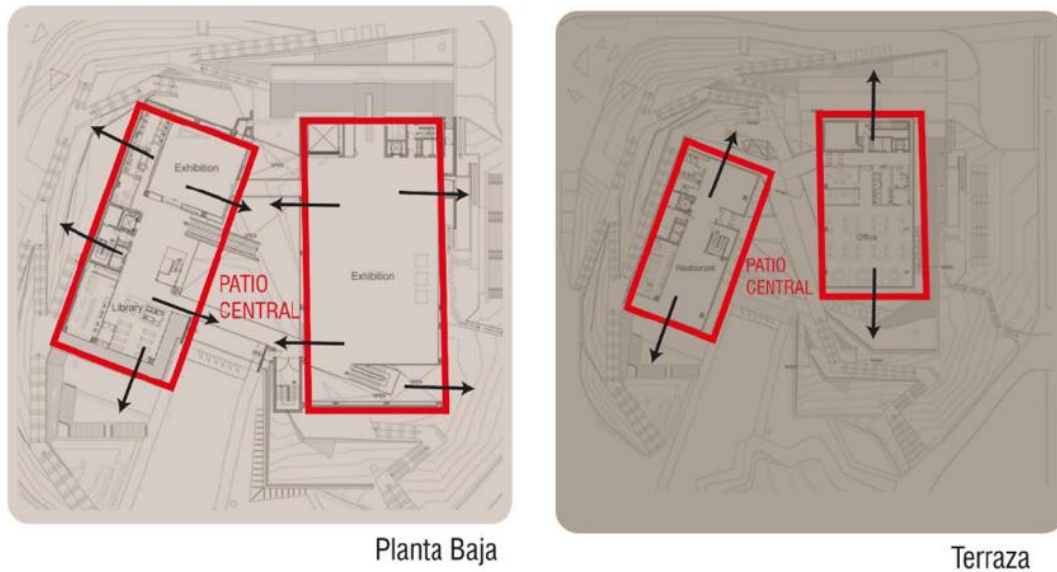 Exhibition
PATIO
CENTRAL
Library
Exhibition
Planta Baja
Restaurant
PATIO
CENTRAL
Office
Terraza